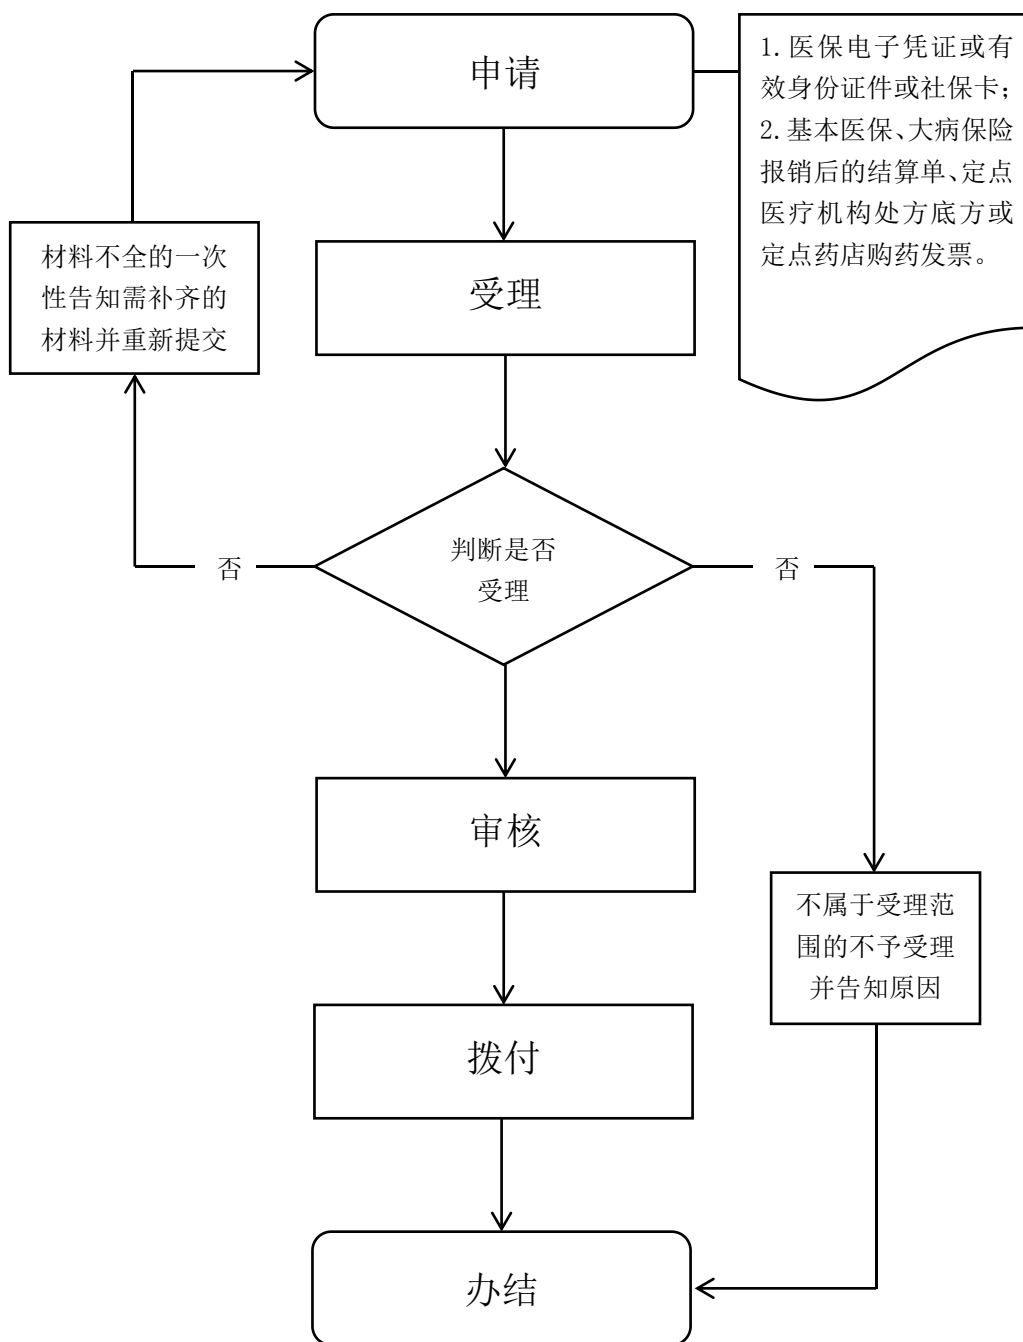 申请
1.医保电子凭证或有
效身份证件或社保卡;
2.基本医保、大病保险
报销后的结算单、定点
医疗机构处方底方或
定点药店购药发票。
材料不全的一次
性告知需补齐的
材料并重新提交
受理
判断是否
受理
否
否
审核
不属于受理范
围的不予受理
并告知原因
拨付
办结